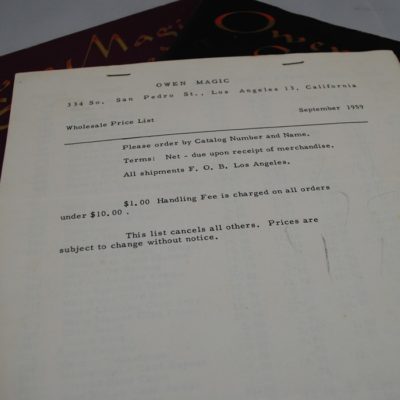 OWEN MAGIC
334 So. San Pedro St., Los Angeles 13, California
Wholesale Price List September 1959
Please order by Catalog Number and Name.
Terms: Net - due upon receipt of merchandise.
All shipments F. O. B. Los Angeles.
$1.00 Handling Fee is charged on all orders
under $10.00.
This list cancels all others. Prices are
subject to change without notice.